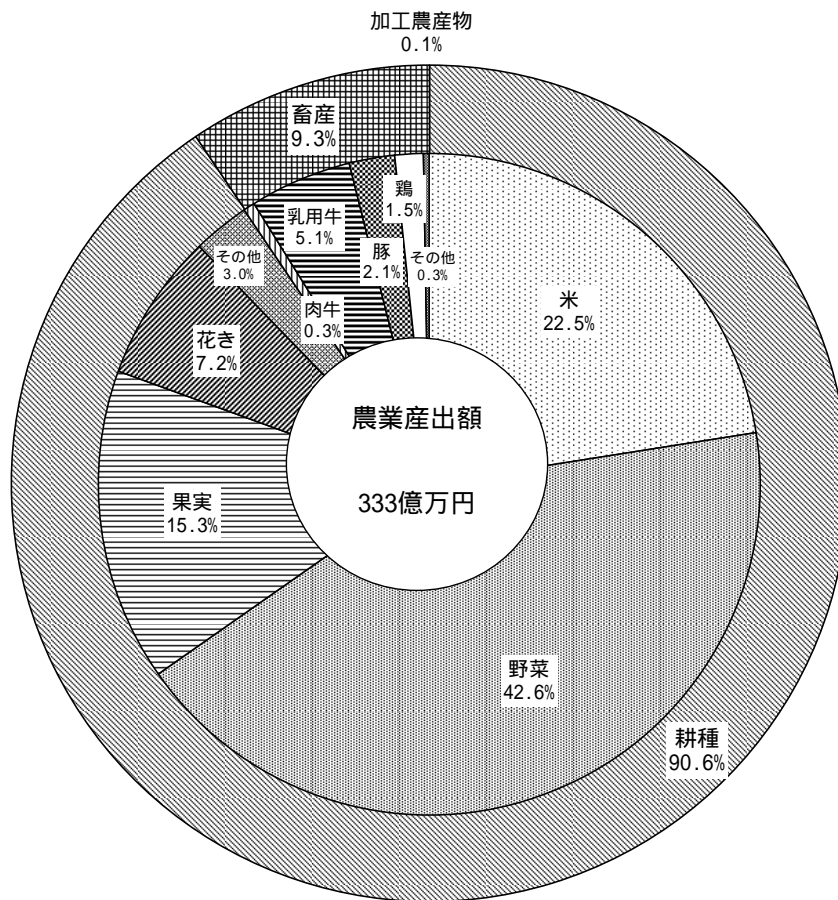 加工農産物
0.1%
畜産
9.3%
鶏
1.5%
乳用牛
5.1%
豚
2.1%
その他
0.3%
その他
3.0%
肉牛
0.3%
米
22.5%
花き
7.2%
農業産出額
333億万円
果実
15.3%
野菜
42.6%
耕種
90.6%